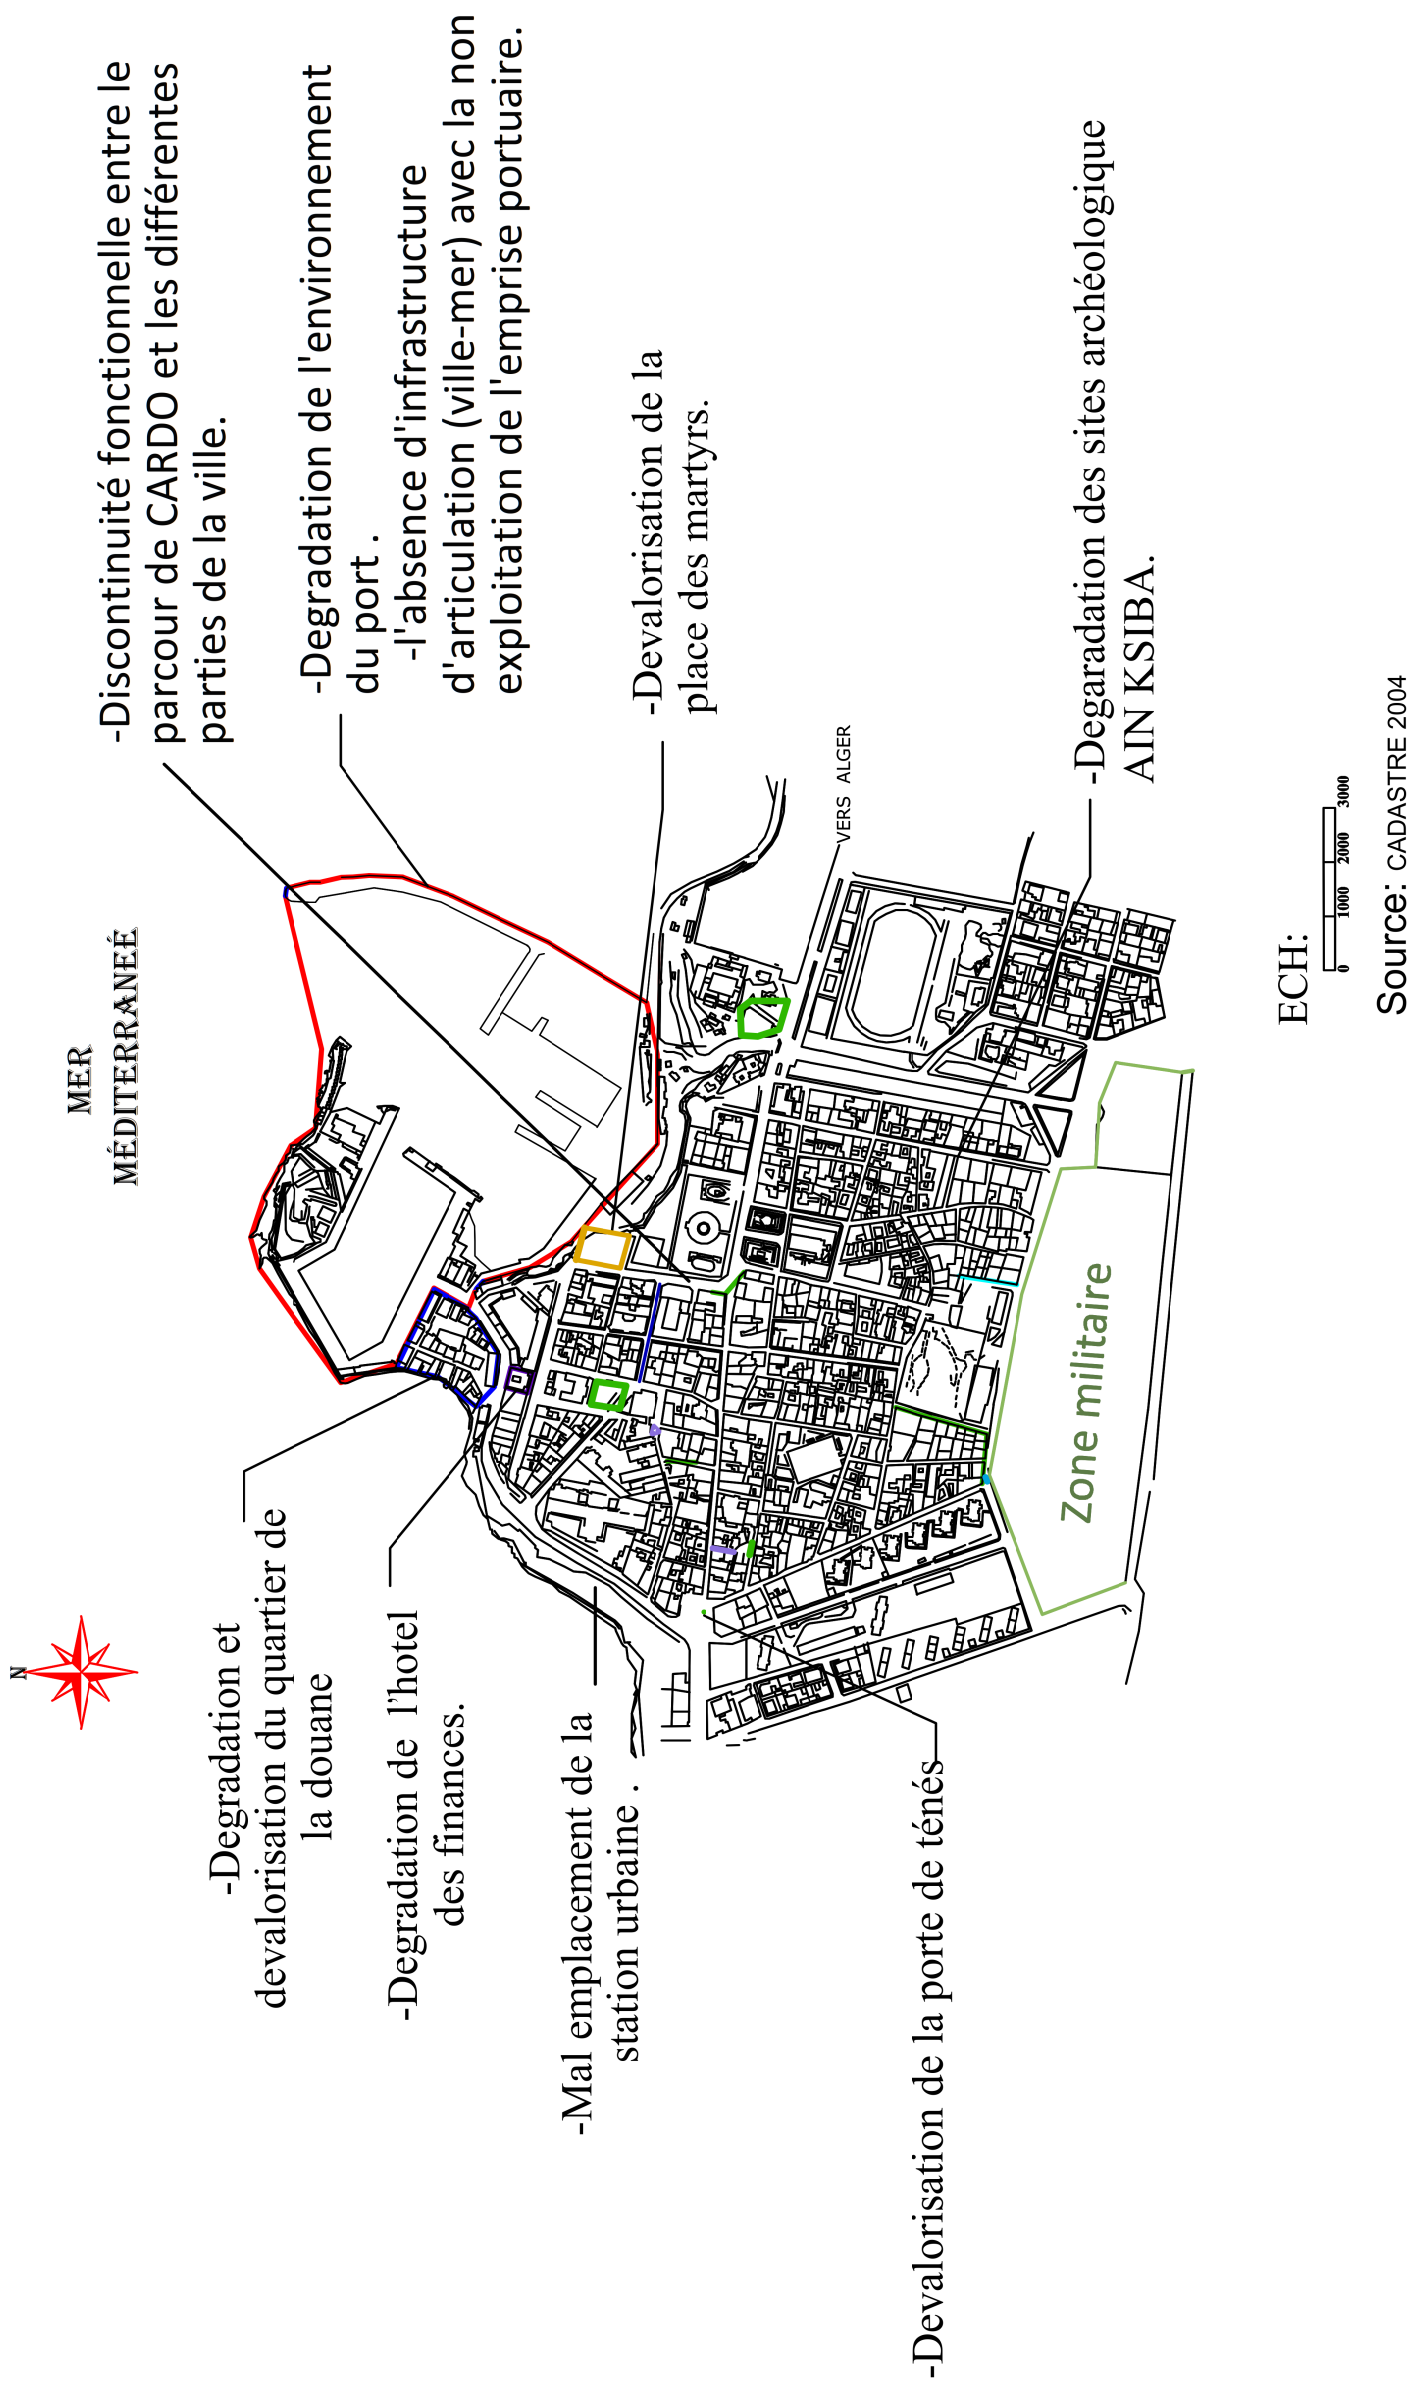 N
MER
MÉDITERRANÉÉ
-Degradation et
devalorisation du quartier de
la douane
-Degradation de l'hotel
des finances.
-Mal emplacement de la
station urbaine .
-Devalorisation de la porte de ténés
-Discontinuité fonctionnelle entre le
parcour de CARDO et les différentes
parties de la ville.
-Degradation de l'environnement
du port .
-l'absence d'infrastructure
d'articulation (ville-mer) avec la non
exploitation de l'emprise portuaire.
-Devalorisation de la
place des martyrs.
VERS ALGER
-Degaradation des sites archéologique
AIN KSIBA.
Zone militaire
ECH:
0 1000 2000 3000
Source: CADASTRE 2004